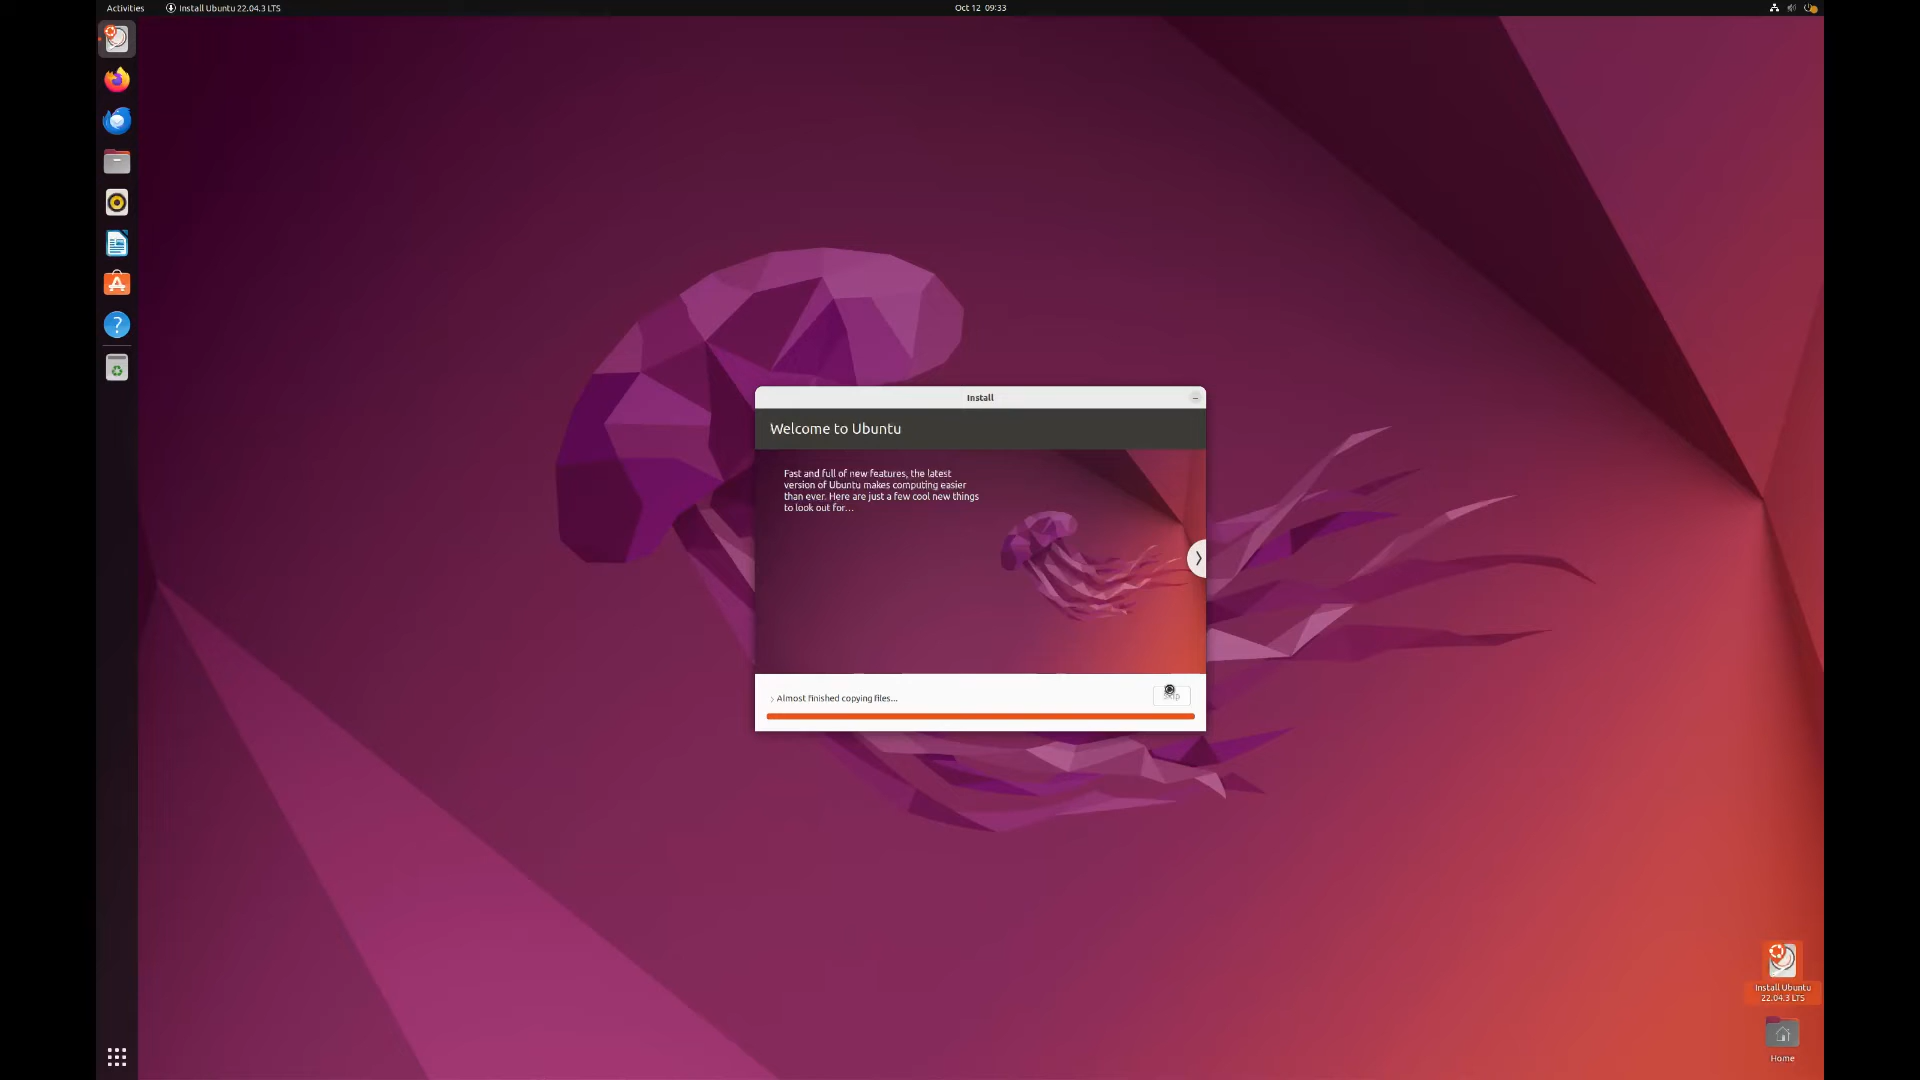 Activities
Install Ubuntu 22.04.3 LTS
Oct 12 09:33
Install
Welcome to Ubuntu
Fast and full of new features, the latest
version of Ubuntu makes computing easier
than ever. Here are just a few cool new things
to look out for...
Almost finished copying files...
Install Ubuntu
22.04.3 LTS
Home